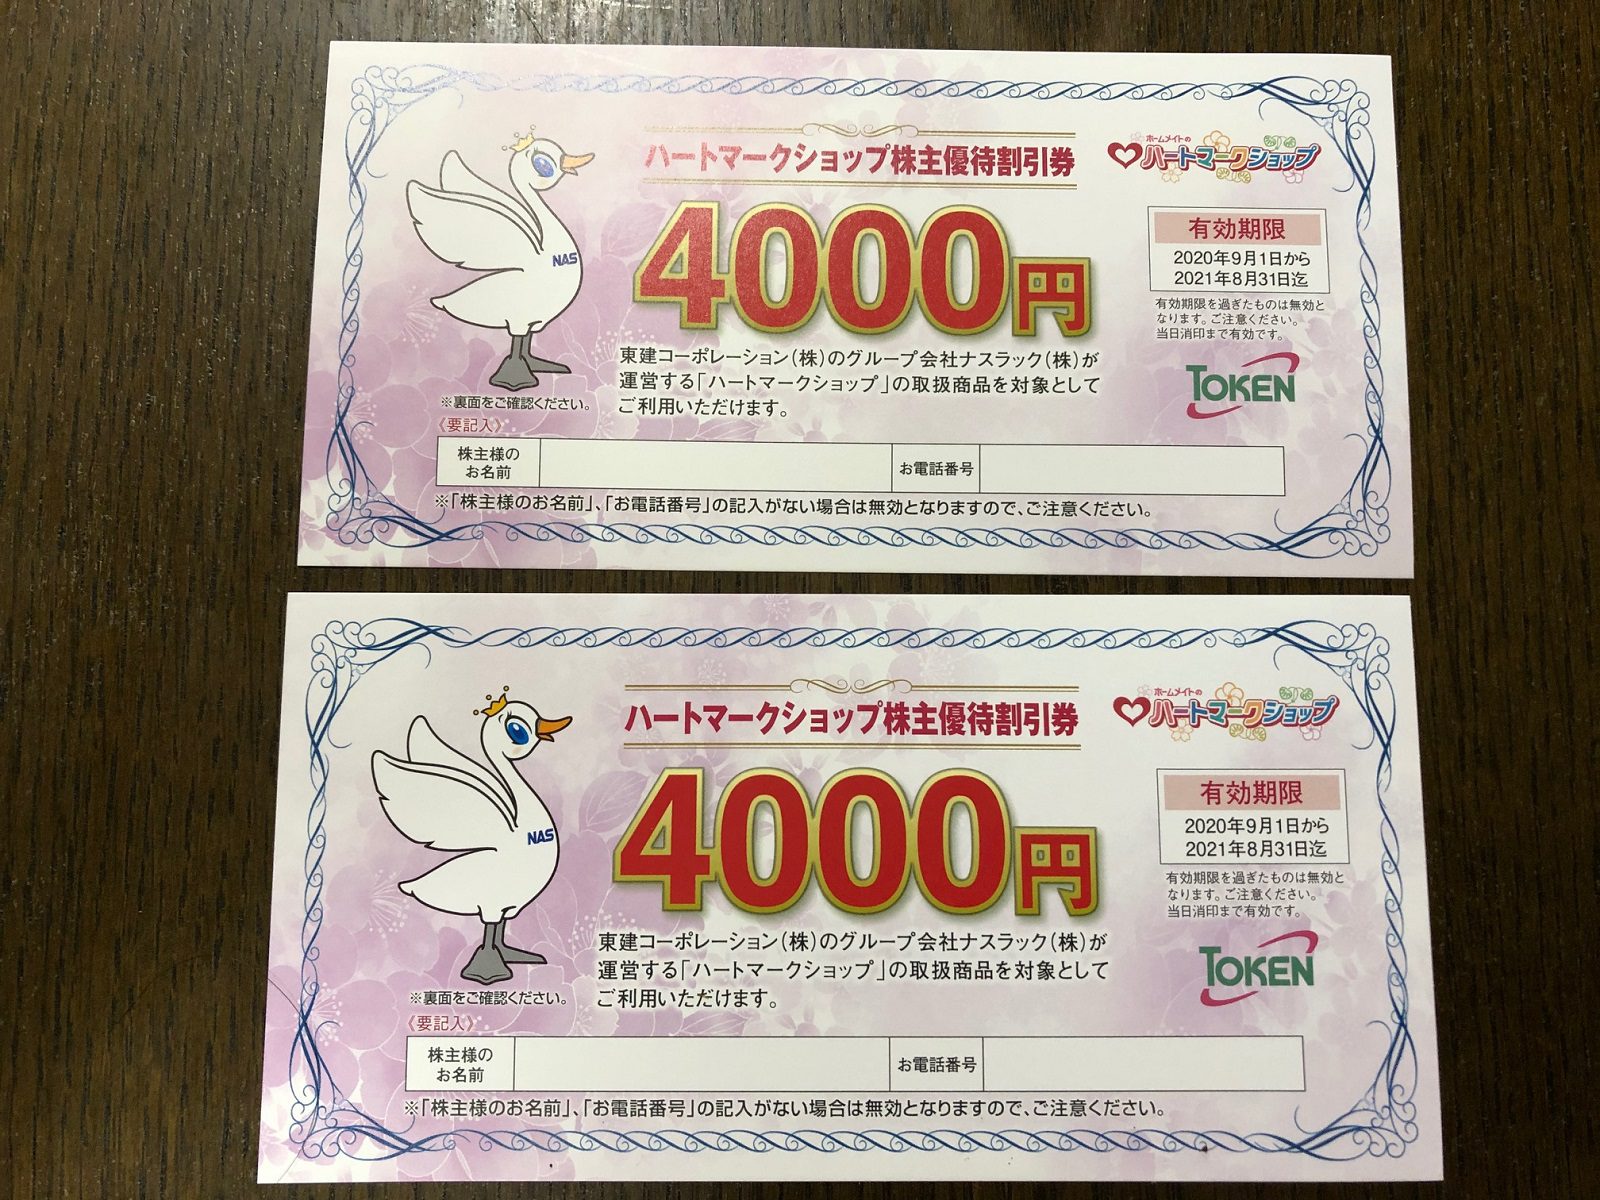 ハートマークショップ株主優待割引券
ホームメイトの
ハートマークショップ
4000円
NAS
有効期限
2020年9月1日から
2021年8月31日迄
有効期限を過ぎたものは無効と
なります。ご注意ください。
当日消印まで有効です。
東建コーポレーション(株)のグループ会社ナスラック(株)が
運営する「ハートマークショップ」の取扱商品を対象として
ご利用いただけます。
TOKEN
※裏面をご確認ください。
《要記入》
株主様の
お名前
お電話番号
※「株主様のお名前」、「お電話番号」の記入がない場合は無効となりますので、ご注意ください。
ハートマークショップ株主優待割引券
ホームメイトの
ハートマークショップ
4000円
NAS
有効期限
2020年9月1日から
2021年8月31日迄
有効期限を過ぎたものは無効と
なります。ご注意ください。
当日消印まで有効です。
東建コーポレーション(株)のグループ会社ナスラック(株)が
運営する「ハートマークショップ」の取扱商品を対象として
ご利用いただけます。
TOKEN
※裏面をご確認ください。
《要記入》
株主様の
お名前
お電話番号
※「株主様のお名前」、「お電話番号」の記入がない場合は無効となりますので、ご注意ください。